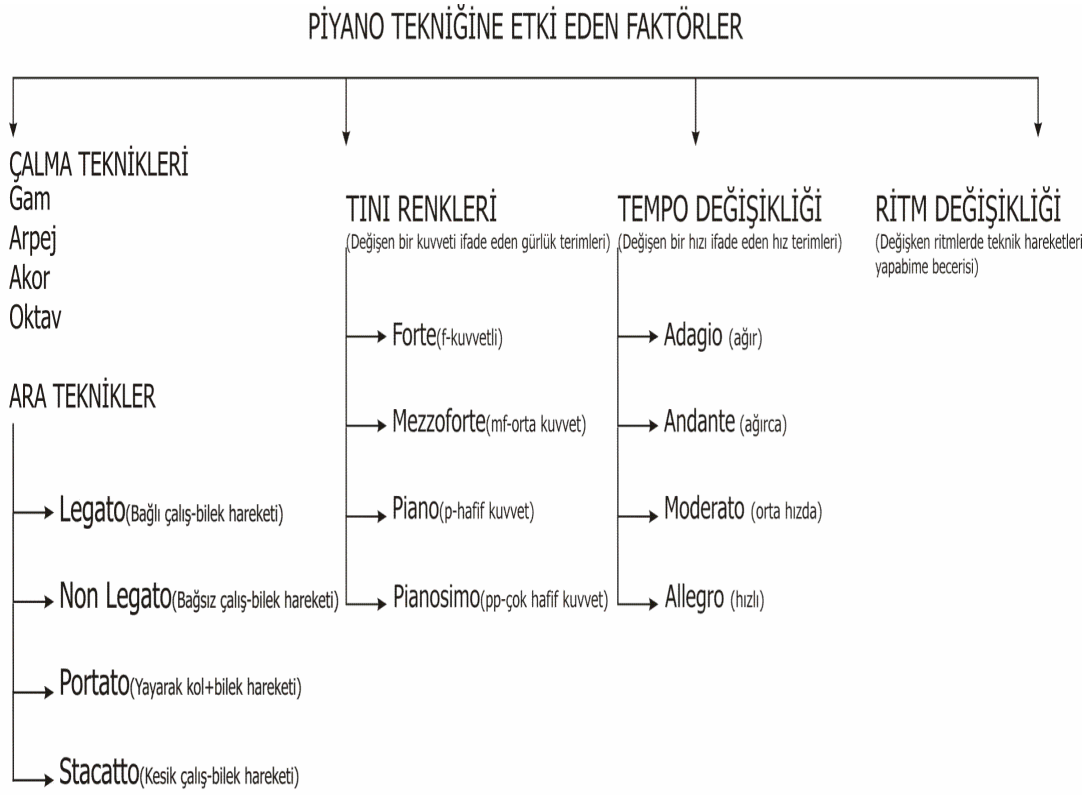 PİYANO TEKNİĞİNE ETKİ EDEN FAKTÖRLER
ÇALMA TEKNİKLERİ
Gam
Arpej
Akor
Oktav
ARA TEKNİKLER
Legato(Bağlı çalış-bilek hareketi)
Non Legato(Bağsız çalış-bilek hareketi)
Portato(Yayarak kol+bilek hareketi)
Stacatto(Kesik çalış-bilek hareketi)
TINI RENKLERİ
(Değişen bir kuvveti ifade eden gürlük terimleri)
Forte(f-kuvvetli)
Mezzoforte(mf-orta kuvvet)
Piano(p-hafif kuvvet)
Pianosimo(pp-çok hafif kuvvet)
TEMPO DEĞİŞİKLİĞİ
(Değişen bir hızı ifade eden hız terimleri)
Adagio (ağır)
Andante (ağırca)
Moderato (orta hızda)
Allegro (hızlı)
RİTM DEĞİŞİKLİĞİ
(Değişken ritmlerde teknik hareketleri
yapabime becerisi)